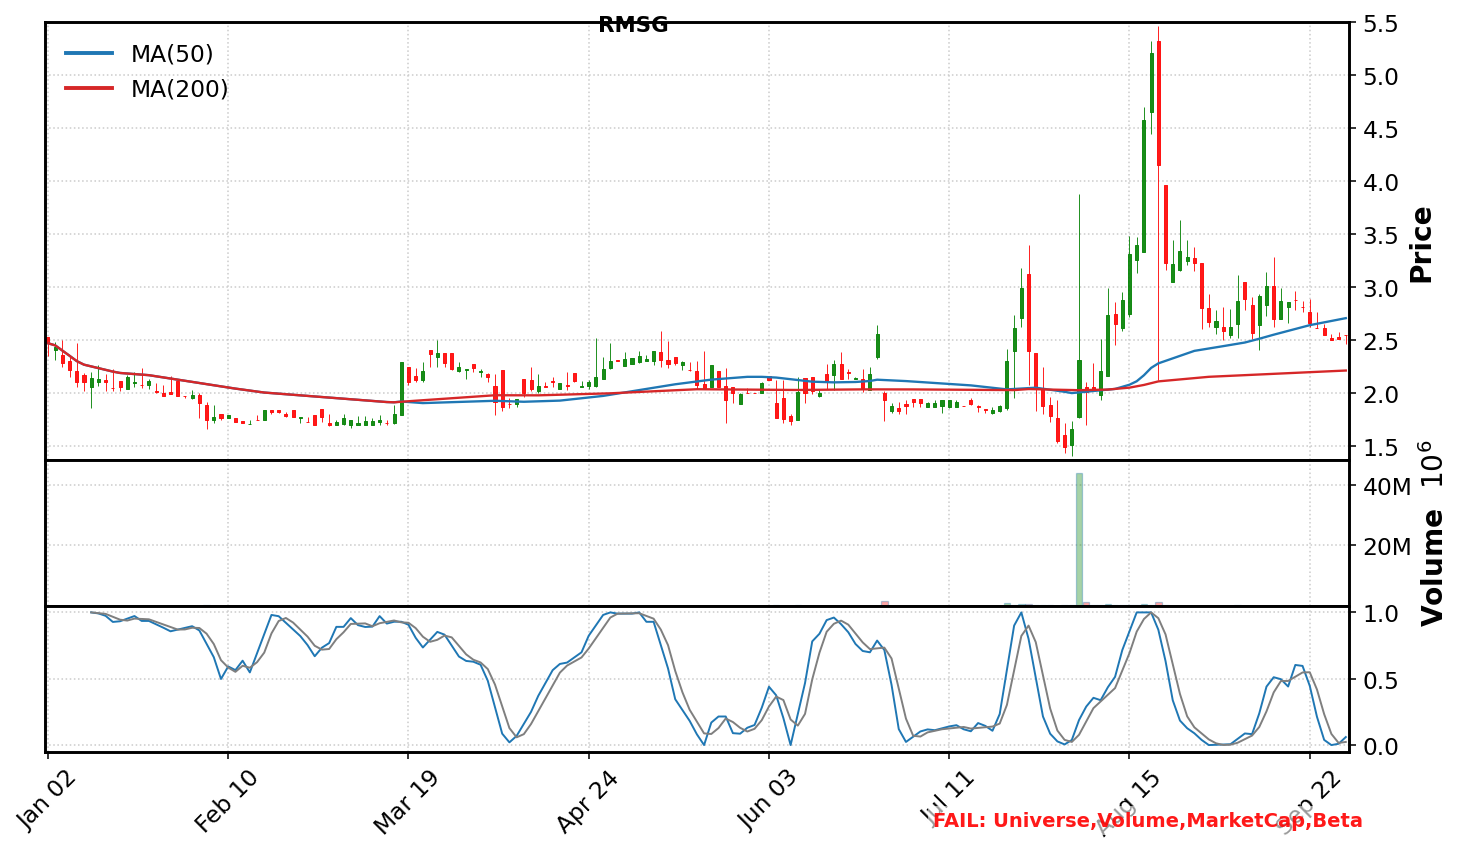 RMSG
MA(50)
MA(200)
5.5
5.0
4.5
4.0
3.5
3.0
2.5
2.0
1.5
Price
10⁶
40M
20M
Volume
1.0
0.5
0.0
Jan 02
Feb 10
Mar 19
Apr 24
Jun 03
Jul 11
Aug 15
Sep 22
FAIL: Universe,Volume,MarketCap,Beta